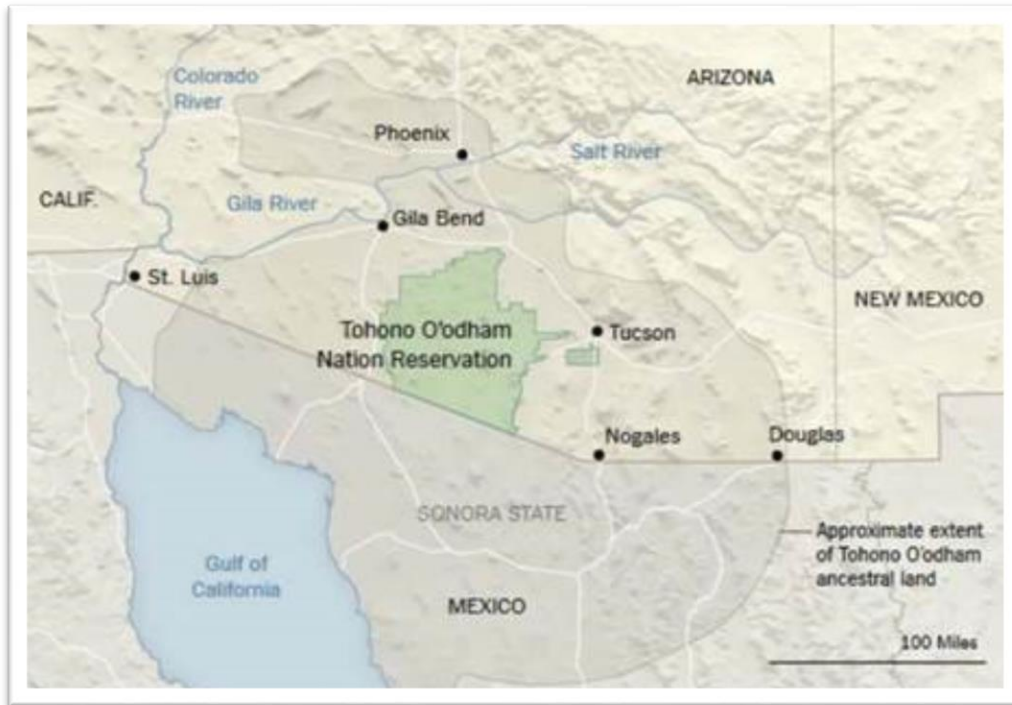 Colorado
River
ARIZONA
Phoenix
Salt River
CALIF.
Gila River
Gila Bend
St. Luis
NEW MEXICO
Tohono O'odham
Nation Reservation
Tucson
Nogales
Douglas
SONORA STATE
Approximate extent
of Tohono O'odham
ancestral land
Gulf of
California
MEXICO
100 Miles